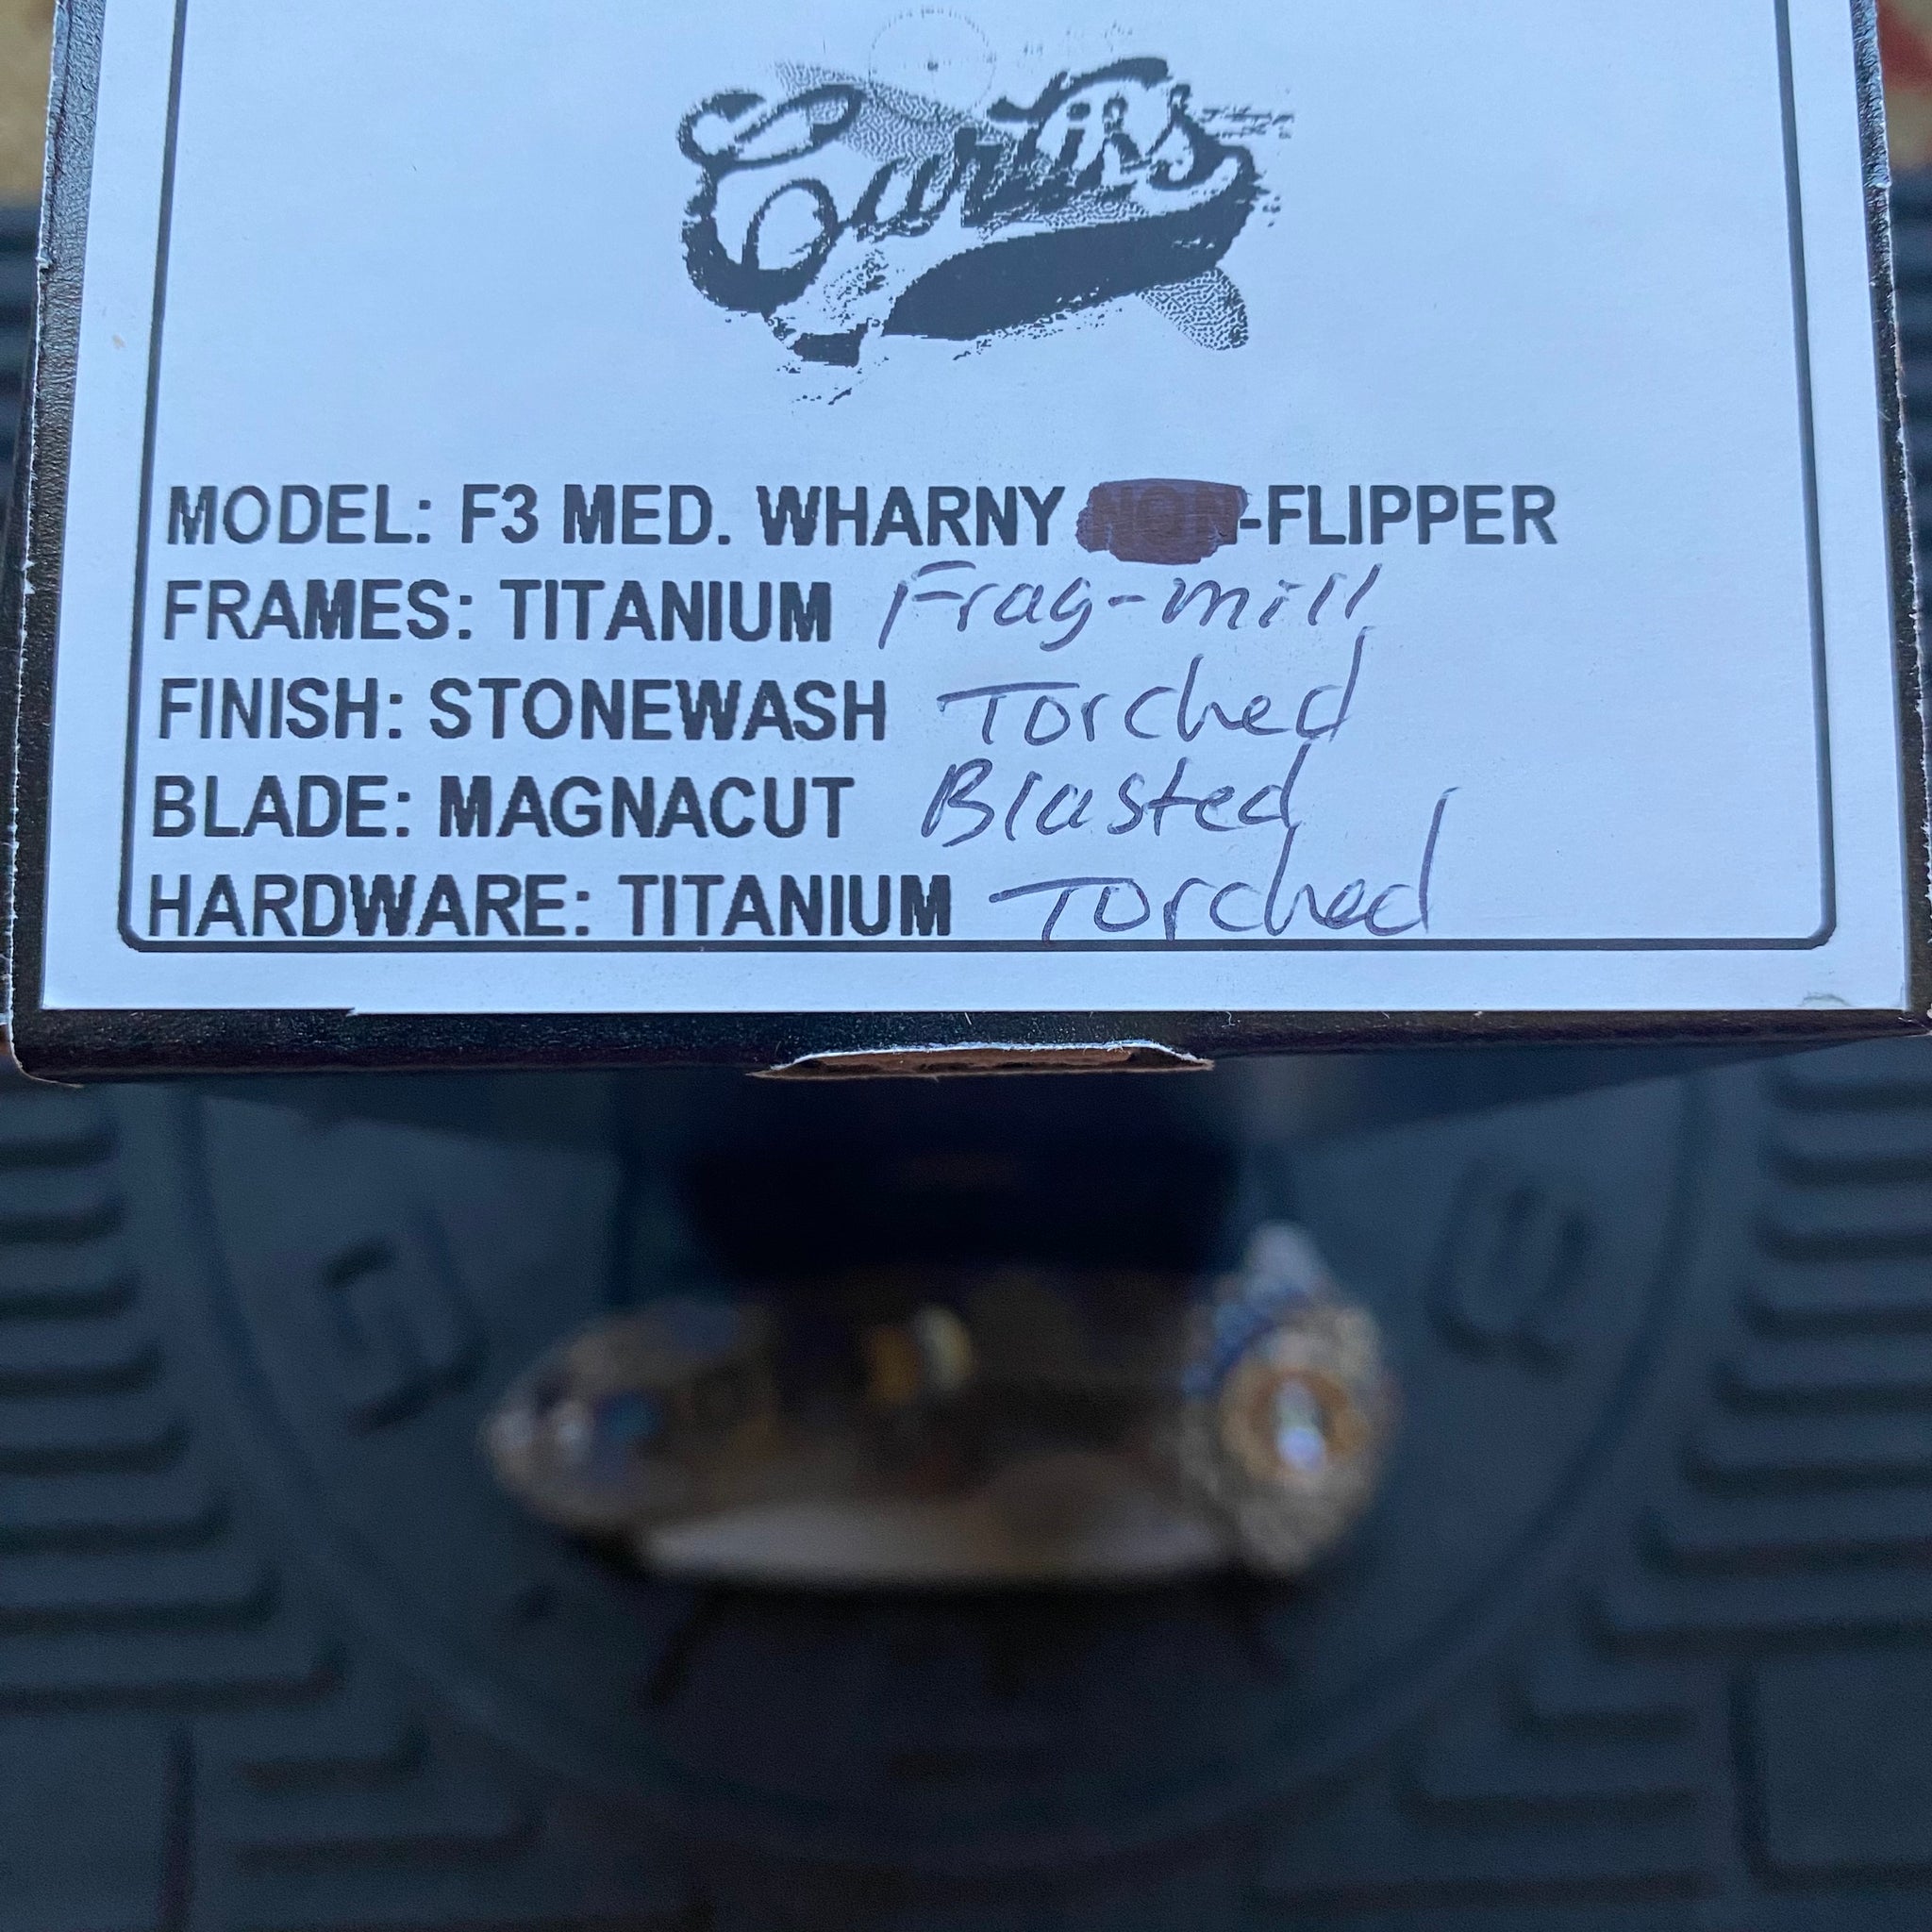 Curtiss
MODEL: F3 MED. WHARNY NON-FLIPPER
FRAMES: TITANIUM Frag-mill
FINISH: STONEWASH Torched
BLADE: MAGNACUT Blasted
HARDWARE: TITANIUM Torched